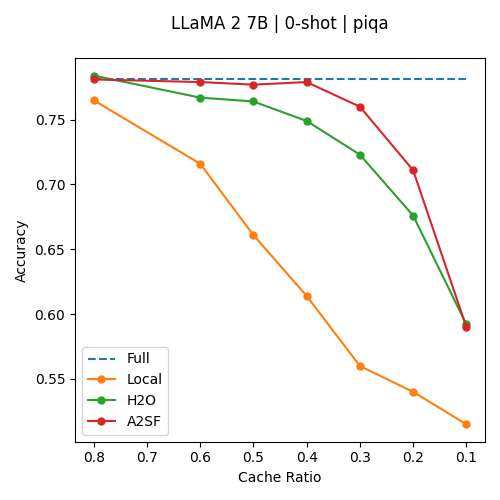 LLaMA 2 7B | 0-shot | piqa
Accuracy
0.75
0.70
0.65
0.60
0.55
Full
Local
H2O
A2SF
0.8 0.7 0.6 0.5 0.4 0.3 0.2 0.1
Cache Ratio